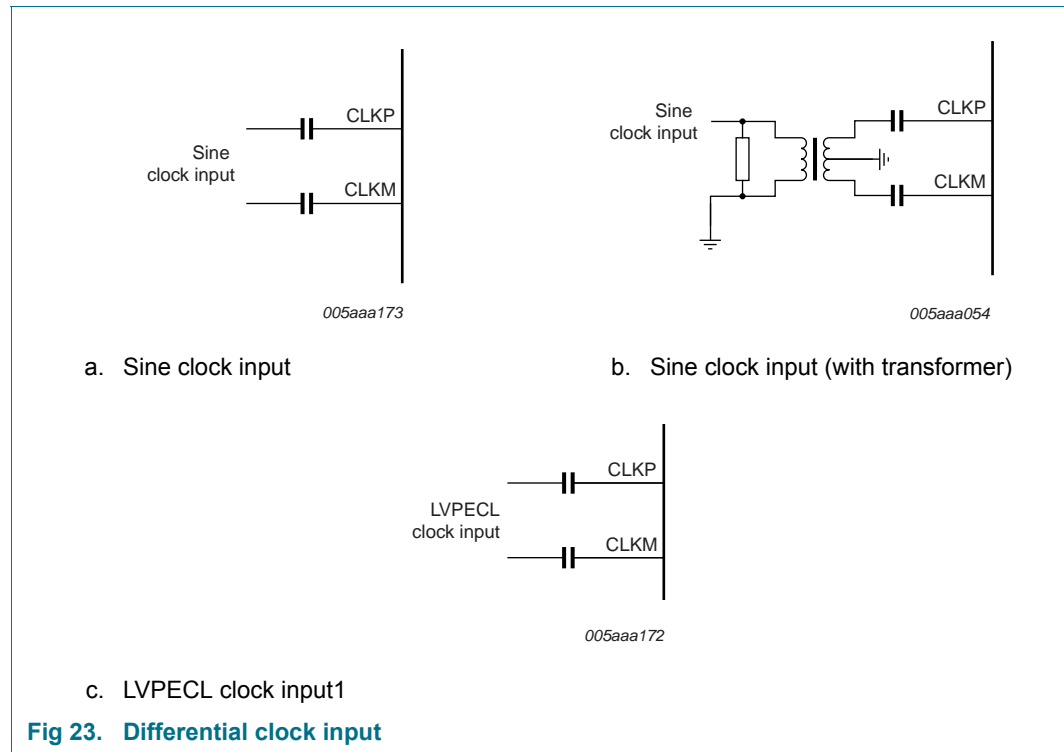 Sine
clock input
CLKP
CLKM
005aaa173
a. Sine clock input
Sine
clock input
CLKP
CLKM
005aaa054
b. Sine clock input (with transformer)
LVPECL
clock input
CLKP
CLKM
005aaa172
c. LVPECL clock input1
Fig 23. Differential clock input